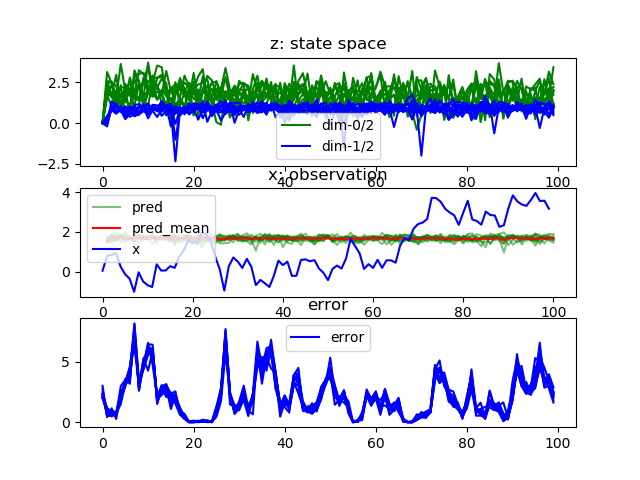 z: state space
2.5
0.0
−2.5
dim-0/2
dim-1/2
0 20 40 60 80 100
x: observation
4
2
0
pred
pred_mean
x
0 20 40 60 80 100
error
5
0
error
0 20 40 60 80 100